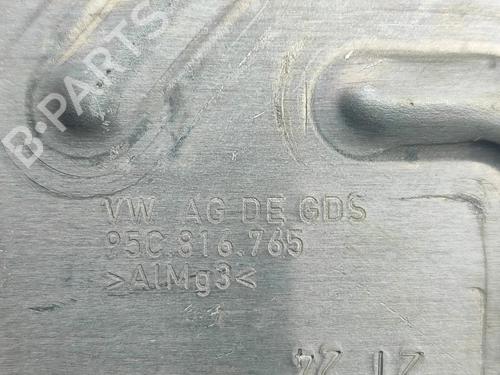 B-PARTS
VW AG DE GDS
95C.816.765
>AlMg3<